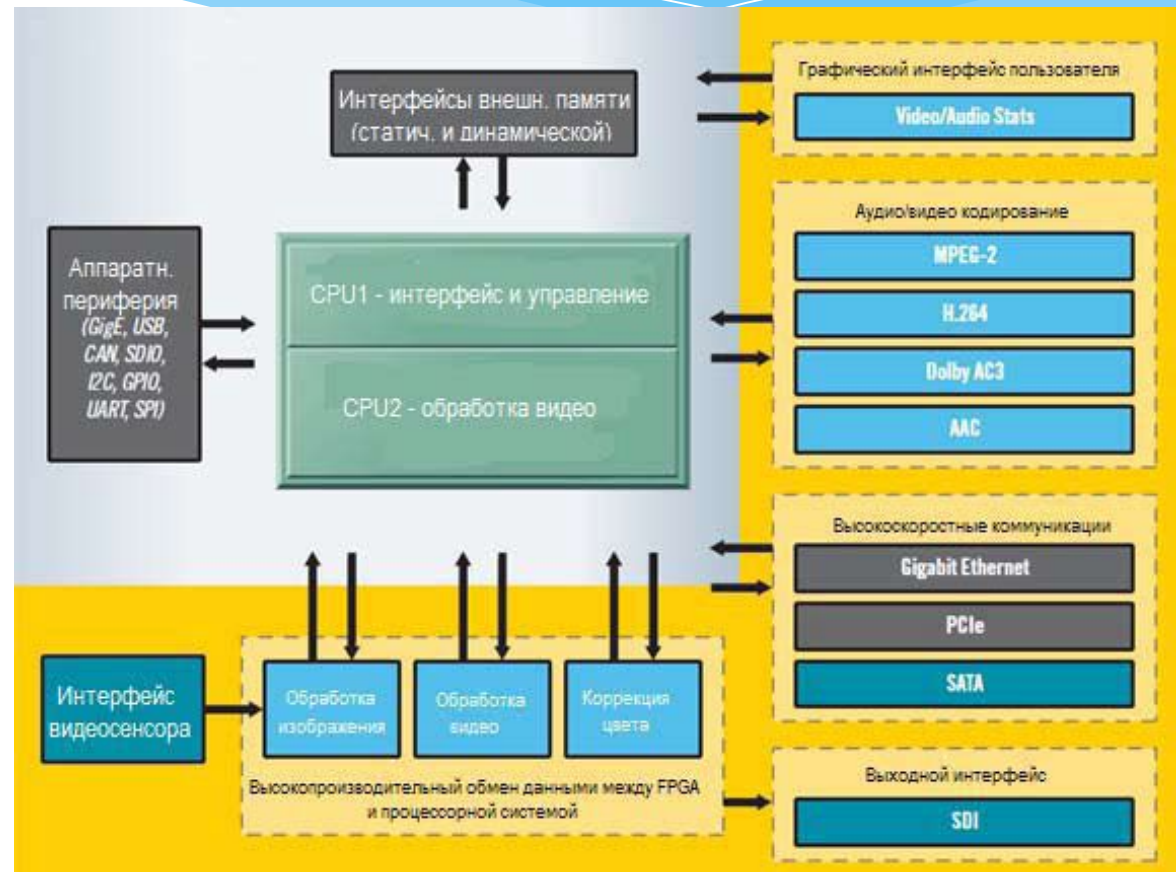 Интерфейсы внешн. памяти
(статич. и динамической)
Аппаратн.
периферия
(GigE, USB,
CAN, SDIO,
I2C, GPIO,
UART, SPI)
CPU1 - интерфейс и управление
CPU2 - обработка видео
Графический интерфейс пользователя
Video/Audio Stats
Аудио/видео кодирование
MPEG-2
H.264
Dolby AC3
AAC
Высокоскоростные коммуникации
Gigabit Ethernet
PCIe
SATA
Интерфейс
видеосенсора
Обработка
изображения
Обработка
видео
Коррекция
цвета
Высокопроизводительный обмен данными между FPGA
и процессорной системой
Выходной интерфейс
SDI